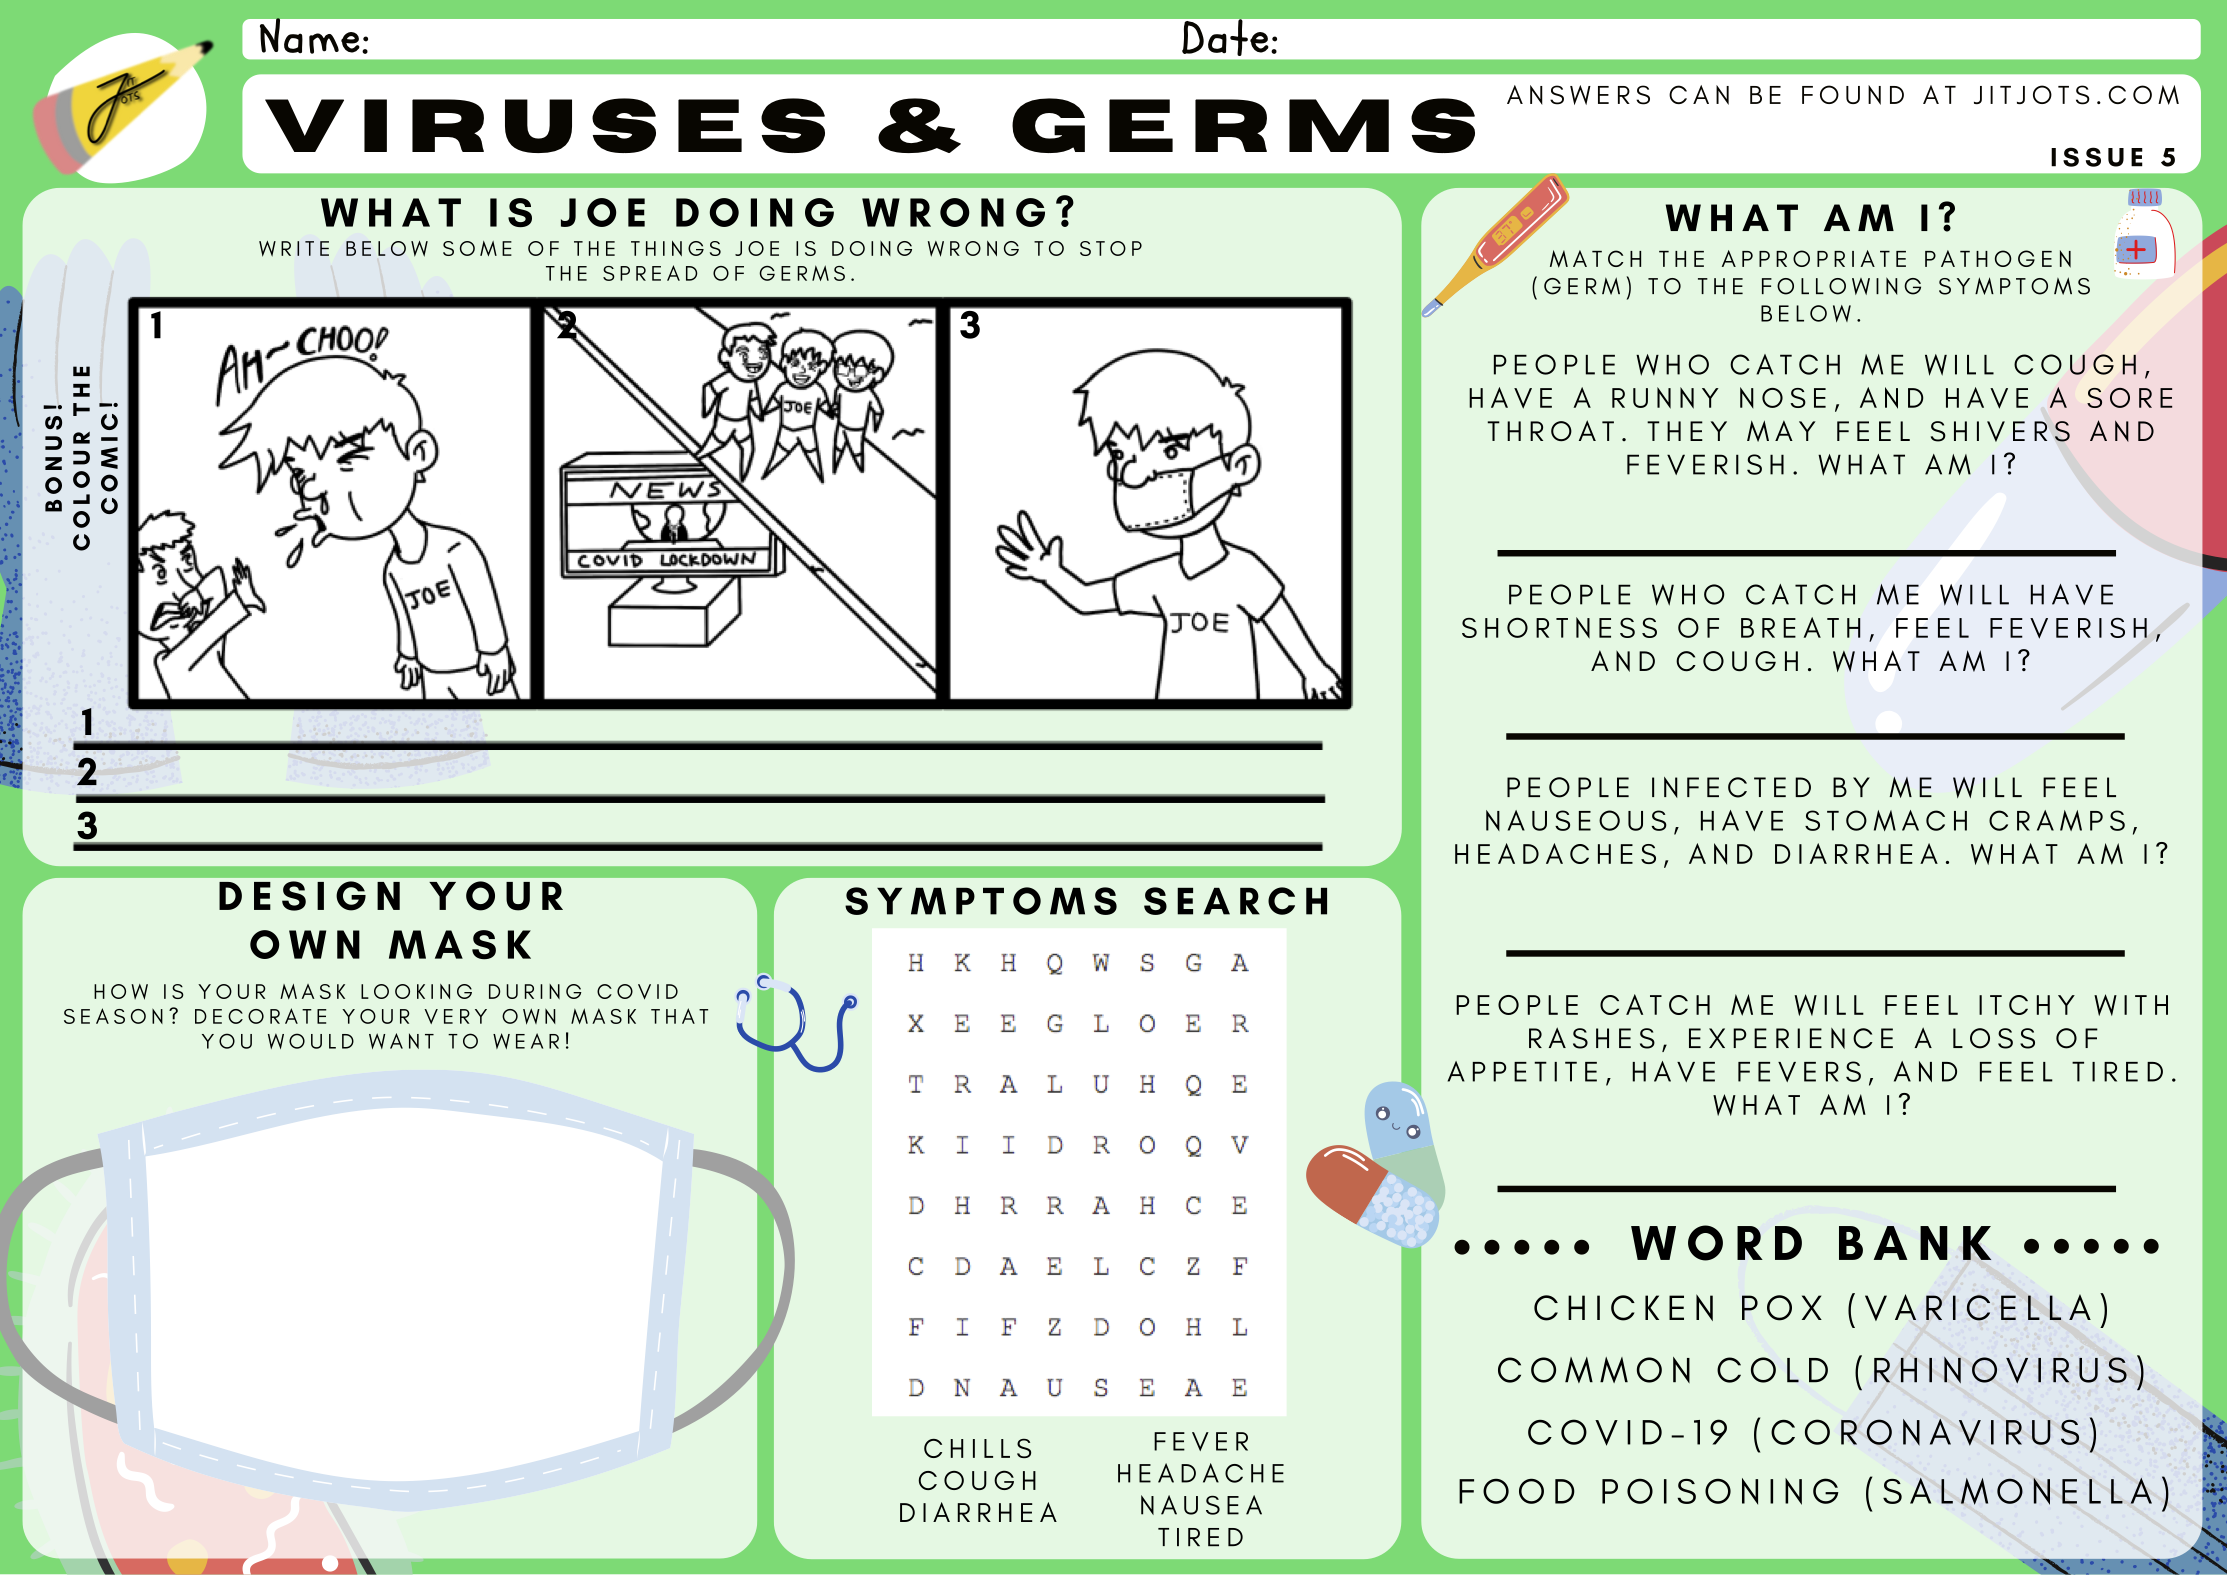 Name:
Date:
JIT
JOTS
VIRUSES & GERMS
ANSWERS CAN BE FOUND AT JITJOTS.COM
ISSUE 5
WHAT IS JOE DOING WRONG?
WRITE BELOW SOME OF THE THINGS JOE IS DOING WRONG TO STOP
THE SPREAD OF GERMS.
BONUS!
COLOUR THE
COMIC!
1
AH~CHOO!
JOE
2
JOE
NEWS
COVID LOCKDOWN
3
JOE
1
2
3
DESIGN YOUR
OWN MASK
HOW IS YOUR MASK LOOKING DURING COVID
SEASON? DECORATE YOUR VERY OWN MASK THAT
YOU WOULD WANT TO WEAR!
SYMPTOMS SEARCH
H K H Q W S G A
X E E G L O E R
T R A L U H Q E
K I I D R O Q V
D H R R A H C E
C D A E L C Z F
F I F Z D O H L
D N A U S E A E
CHILLS
COUGH
DIARRHEA
FEVER
HEADACHE
NAUSEA
TIRED
WHAT AM I?
MATCH THE APPROPRIATE PATHOGEN
(GERM) TO THE FOLLOWING SYMPTOMS
BELOW.
PEOPLE WHO CATCH ME WILL COUGH,
HAVE A RUNNY NOSE, AND HAVE A SORE
THROAT. THEY MAY FEEL SHIVERS AND
FEVERISH. WHAT AM I?
PEOPLE WHO CATCH ME WILL HAVE
SHORTNESS OF BREATH, FEEL FEVERISH,
AND COUGH. WHAT AM I?
PEOPLE INFECTED BY ME WILL FEEL
NAUSEOUS, HAVE STOMACH CRAMPS,
HEADACHES, AND DIARRHEA. WHAT AM I?
PEOPLE CATCH ME WILL FEEL ITCHY WITH
RASHES, EXPERIENCE A LOSS OF
APPETITE, HAVE FEVERS, AND FEEL TIRED.
WHAT AM I?
WORD BANK
CHICKEN POX (VARICELLA)
COMMON COLD (RHINOVIRUS)
COVID-19 (CORONAVIRUS)
FOOD POISONING (SALMONELLA)